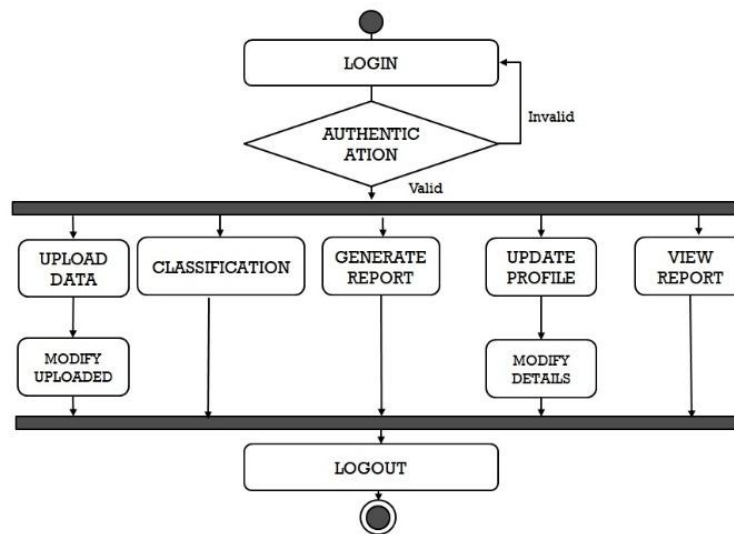 LOGIN
Invalid
AUTHENTIC
ATION
Valid
UPLOAD
DATA
CLASSIFICATION
GENERATE
REPORT
UPDATE
PROFILE
VIEW
REPORT
MODIFY
UPLOADED
MODIFY
DETAILS
LOGOUT